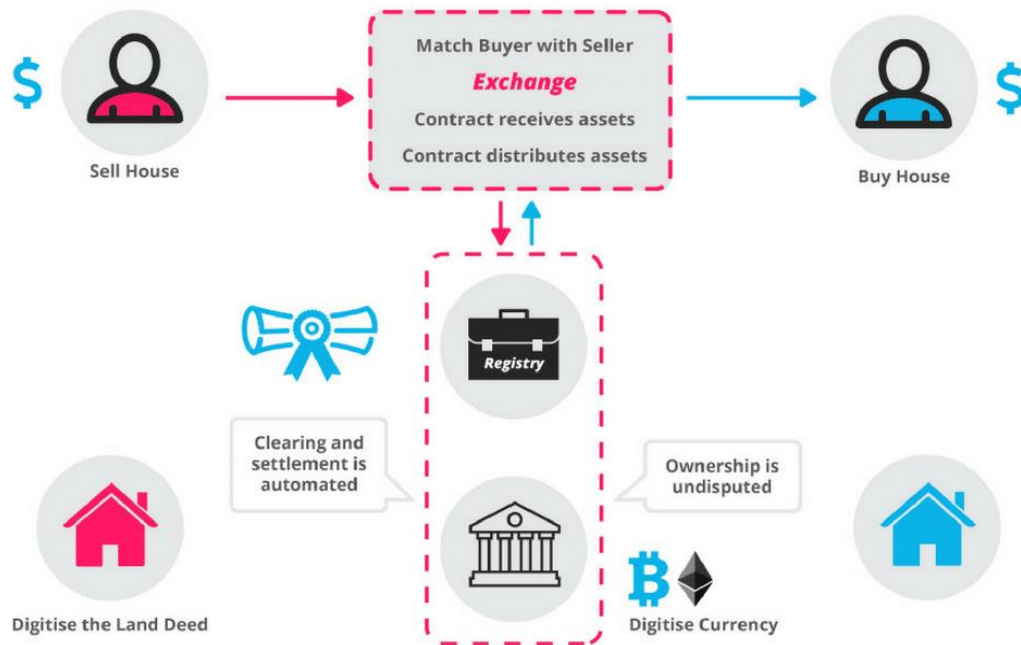 Match Buyer with Seller
Exchange
Contract receives assets
Contract distributes assets
$
Sell House
$
Buy House
Registry
Clearing and
settlement is
automated
Ownership is
undisputed
Digitise the Land Deed
Digitise Currency